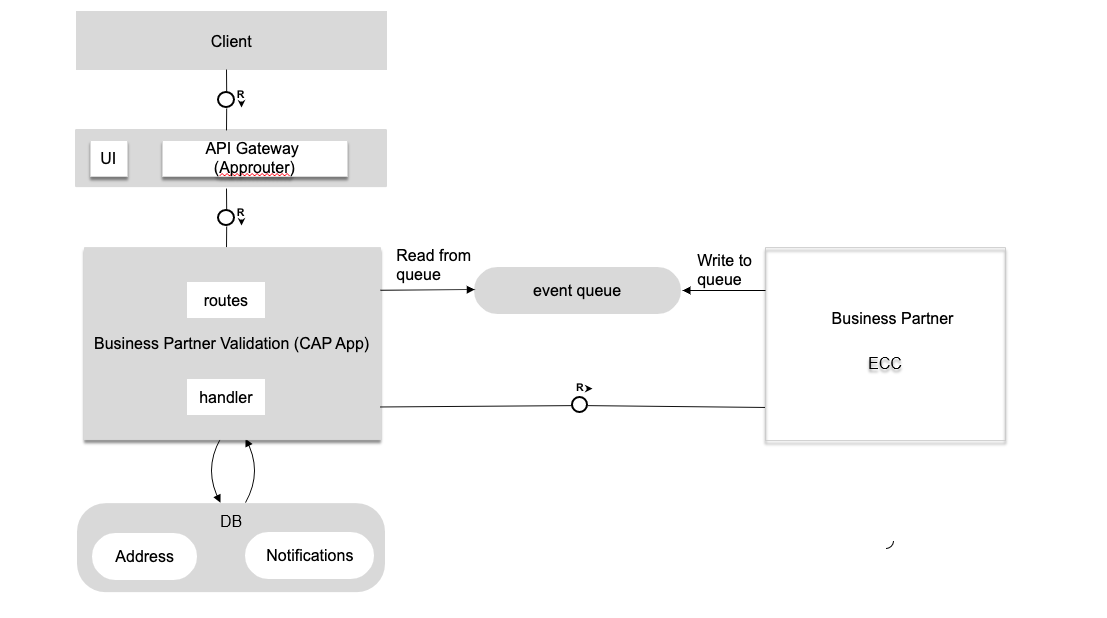 Client
R
UI
API Gateway
(Approuter)
R
Read from
queue
event queue
Write to
queue
routes
Business Partner Validation (CAP App)
handler
Business Partner
ECC
R
DB
Address
Notifications